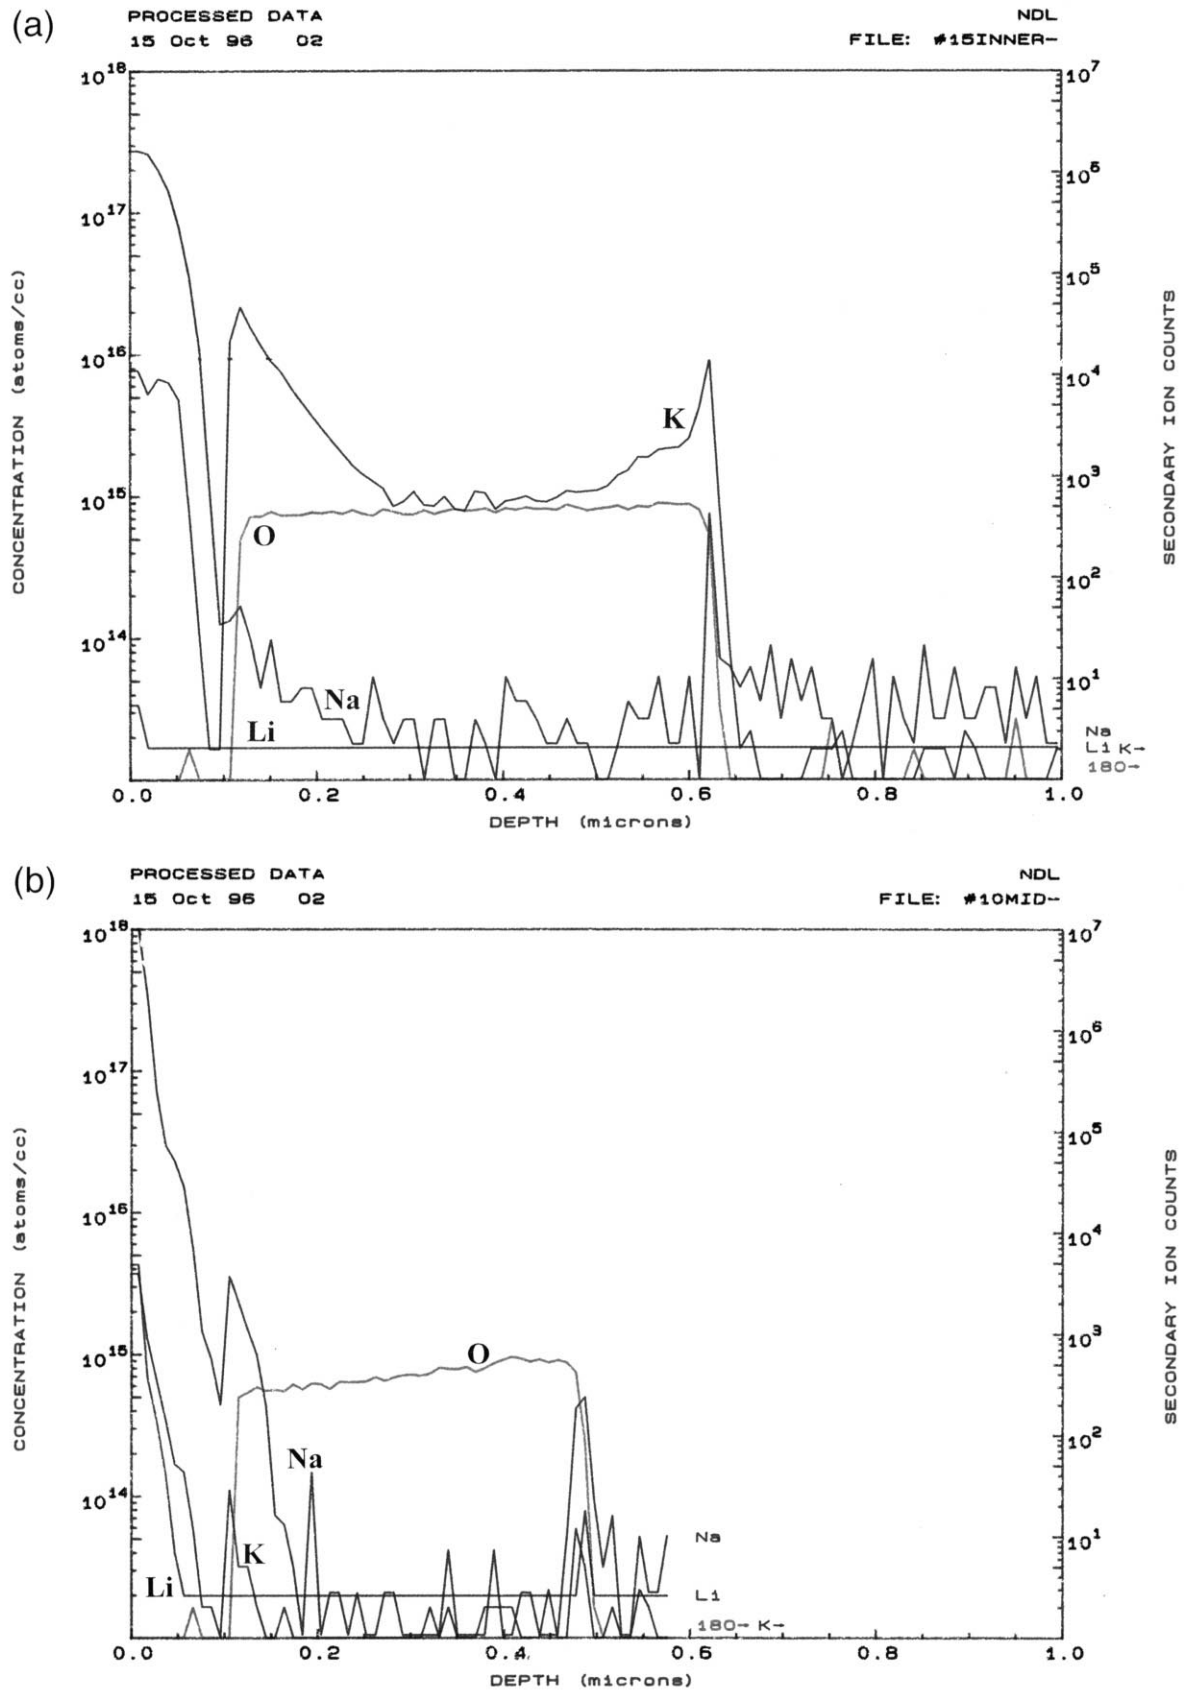 (a)
PROCESSED DATA NDL
15 Oct 96 02 FILE: #15INNER-
10^18 10^7
10^6
10^17
10^5
10^16
10^4
K
10^3
10^15
O
10^2
10^14
Na
10^1
Li
Na
Li K→
18O→
CONCENTRATION (atoms/cc)
SECONDARY ION COUNTS
0.0 0.2 0.4 0.6 0.8 1.0
DEPTH (microns)
(b)
PROCESSED DATA NDL
15 Oct 96 02 FILE: #10MID-
10^18 10^7
10^6
10^17
10^5
10^16
10^4
10^3
10^15
O
10^2
Na
10^14
10^1
Na
K
Li
Li
18O→ K→
CONCENTRATION (atoms/cc)
SECONDARY ION COUNTS
0.0 0.2 0.4 0.6 0.8 1.0
DEPTH (microns)